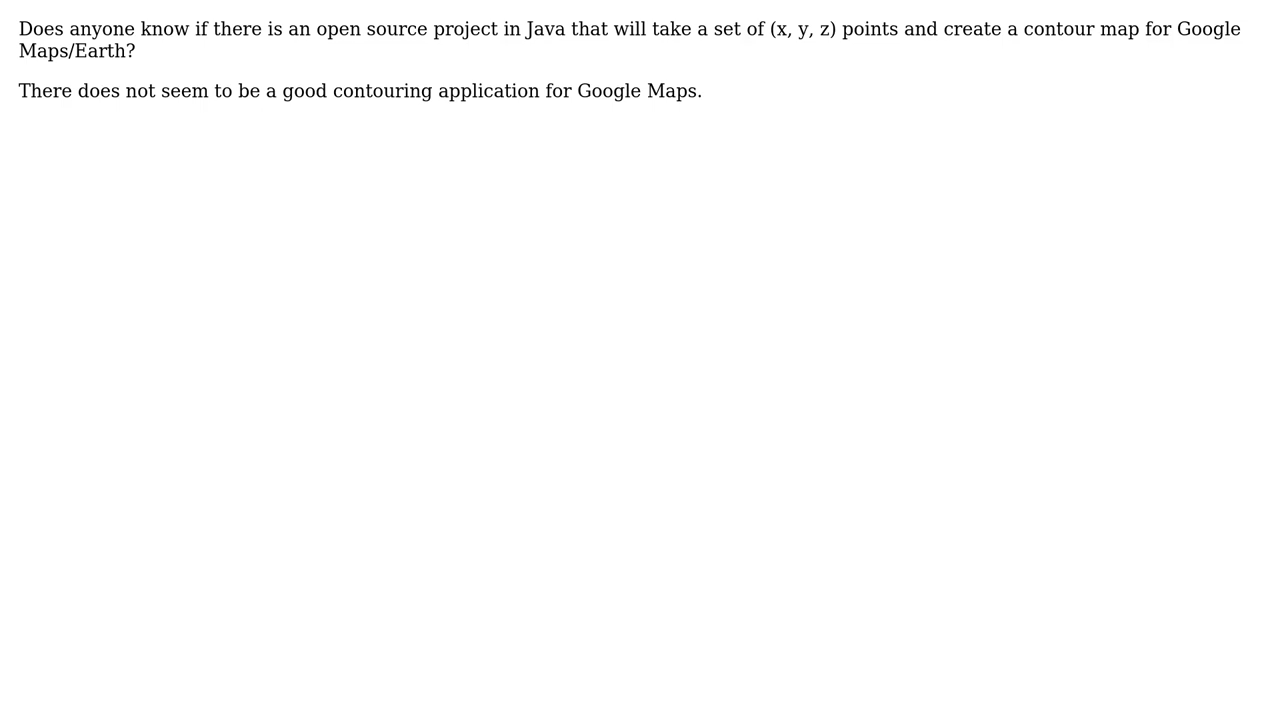 Does anyone know if there is an open source project in Java that will take a set of (x, y, z) points and create a contour map for Google
Maps/Earth?
There does not seem to be a good contouring application for Google Maps.